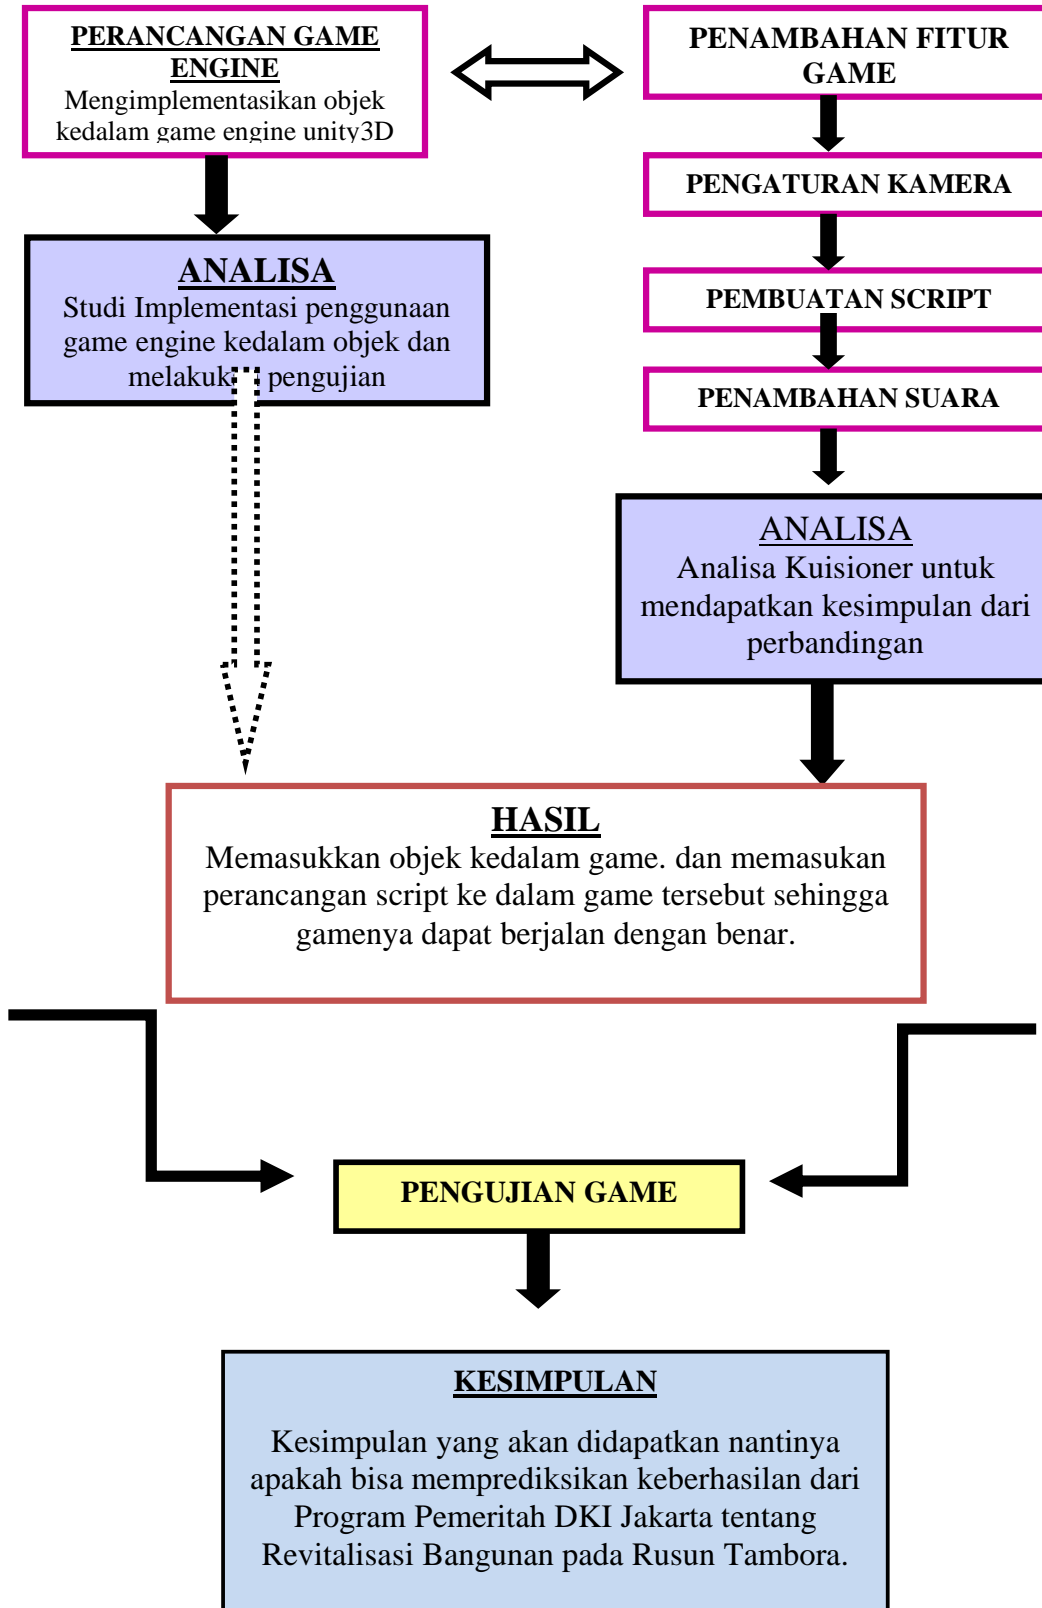 PERANCANGAN GAME
ENGINE
Mengimplementasikan objek
kedalam game engine unity3D
ANALISA
Studi Implementasi penggunaan
game engine kedalam objek dan
pengujian
PENAMBAHAN FITUR
GAME
PENGATURAN KAMERA
PEMBUATAN SCRIPT
PENAMBAHAN SUARA
ANALISA
Analisa Kuisioner untuk
mendapatkan kesimpulan dari
perbandingan
HASIL
Memasukkan objek kedalam game. dan memasukan
perancangan script ke dalam game tersebut sehingga
gamenya dapat berjalan dengan benar.
PENGUJIAN GAME
KESIMPULAN
Kesimpulan yang akan didapatkan nantinya
apakah bisa memprediksikan keberhasilan dari
Program Pemeritah DKI Jakarta tentang
Revitalisasi Bangunan pada Rusun Tambora.